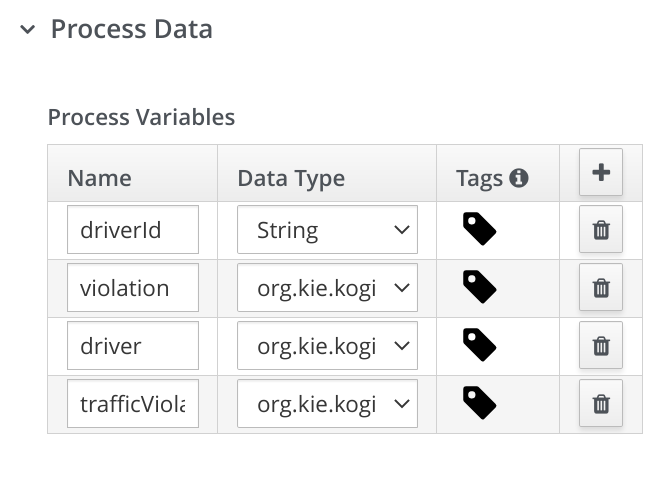 Process Data
Process Variables
Name Data Type Tags
driverId String
violation org.kie.kogi
driver org.kie.kogi
trafficViola org.kie.kogi